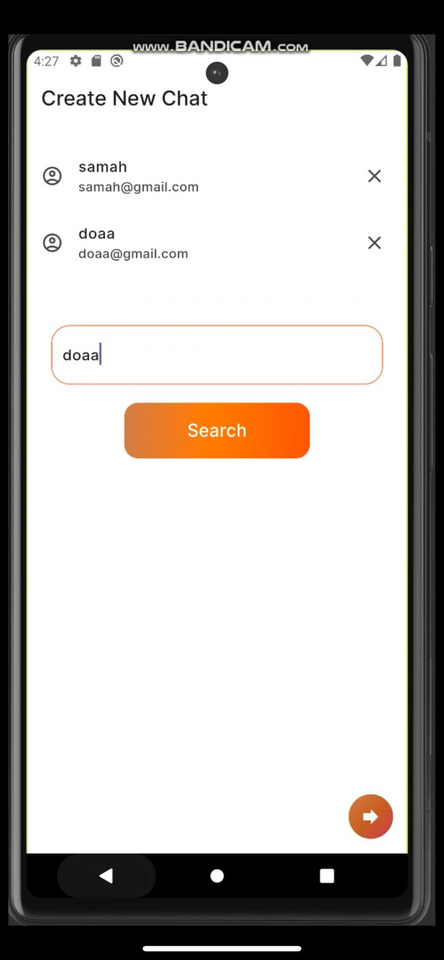 www.BANDICAM.com
4:27
Create New Chat
samah
samah@gmail.com
doaa
doaa@gmail.com
doaa
Search